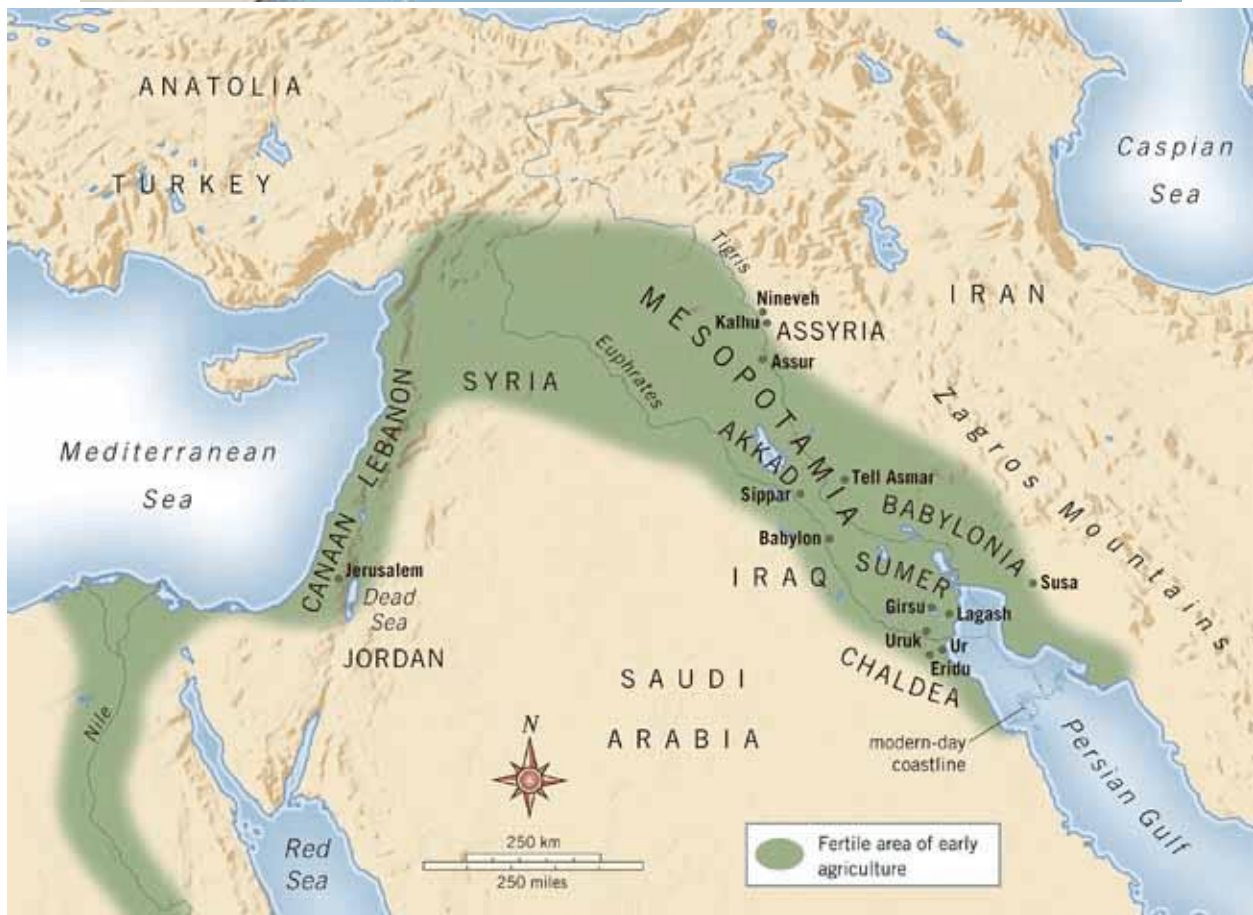 ANATOLIA
TURKEY
Caspian
Sea
Tigris
IRAN
Nineveh
Kalhu
ASSYRIA
MESOPOTAMIA
Assur
Euphrates
SYRIA
LEBANON
Mediterranean
Sea
AKKAD
Zagros Mountains
Tell Asmar
Sippar
BABYLONIA
Babylon
SUMER
IRAQ
CANAAN
Jerusalem
Dead
Sea
Susa
Girsu
Lagash
Uruk
Ur
Eridu
JORDAN
CHALDEA
SAUDI
ARABIA
Nile
N
modern-day
coastline
Persian Gulf
Red
Sea
250 km
250 miles
Fertile area of early
agriculture